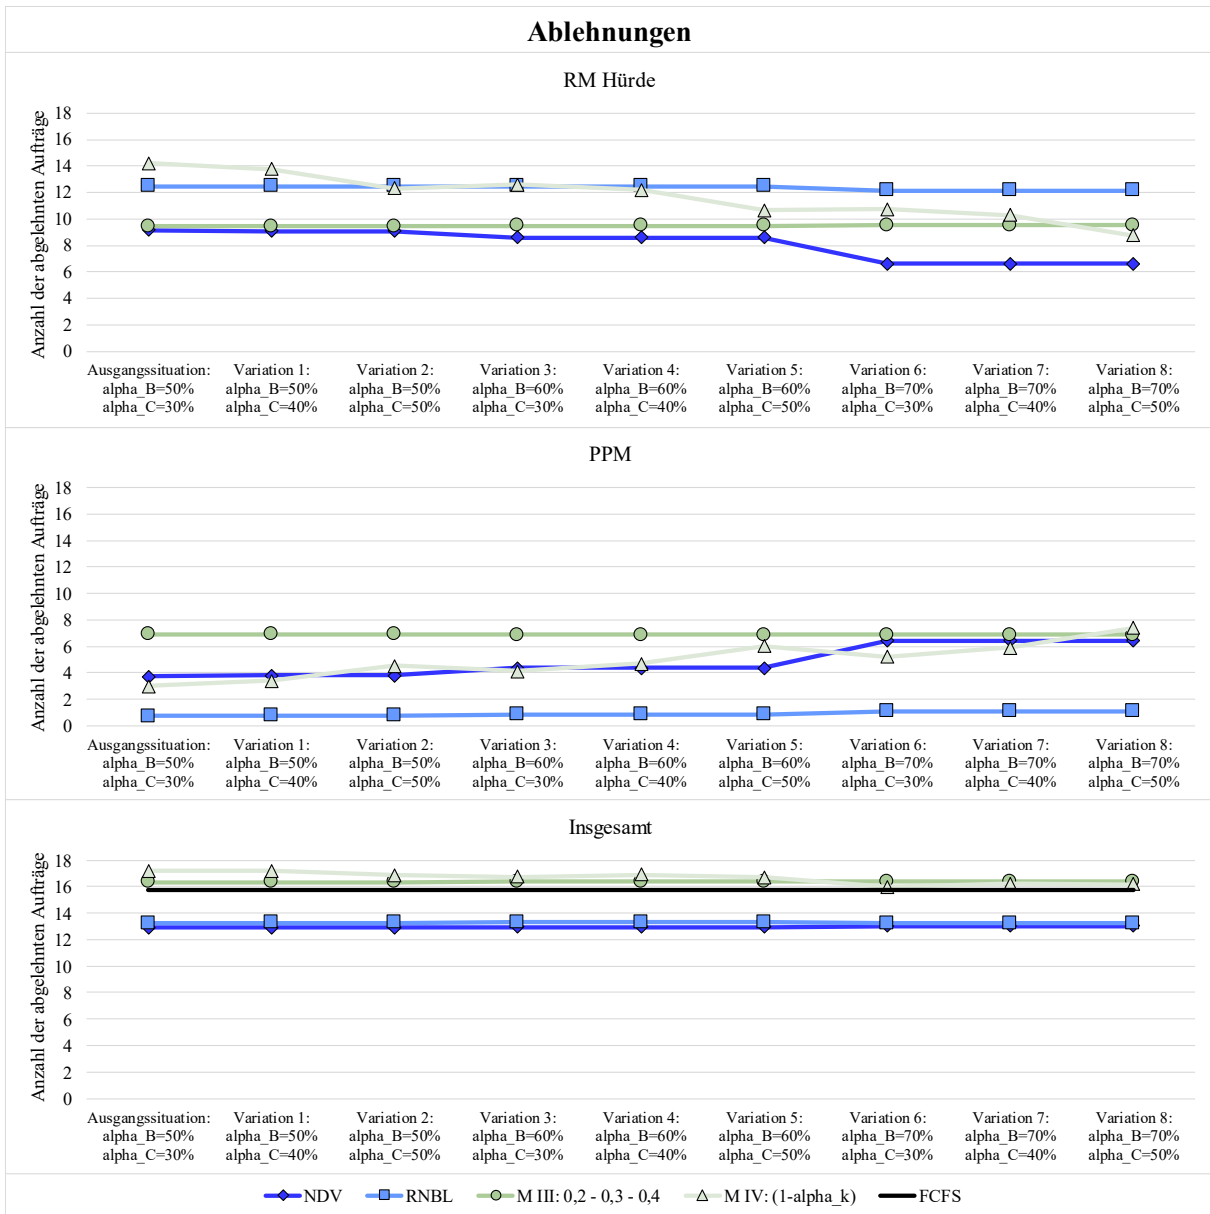 Ablehnungen
RM Hürde
Anzahl der abgelehnten Aufträge
18
16
14
12
10
8
6
4
2
0
Ausgangssituation: Variation 1: Variation 2: Variation 3: Variation 4: Variation 5: Variation 6: Variation 7: Variation 8:
alpha_B=50% alpha_B=50% alpha_B=50% alpha_B=60% alpha_B=60% alpha_B=60% alpha_B=70% alpha_B=70% alpha_B=70%
alpha_C=30% alpha_C=40% alpha_C=50% alpha_C=30% alpha_C=40% alpha_C=50% alpha_C=30% alpha_C=40% alpha_C=50%
PPM
Anzahl der abgelehnten Aufträge
18
16
14
12
10
8
6
4
2
0
Ausgangssituation: Variation 1: Variation 2: Variation 3: Variation 4: Variation 5: Variation 6: Variation 7: Variation 8:
alpha_B=50% alpha_B=50% alpha_B=50% alpha_B=60% alpha_B=60% alpha_B=60% alpha_B=70% alpha_B=70% alpha_B=70%
alpha_C=30% alpha_C=40% alpha_C=50% alpha_C=30% alpha_C=40% alpha_C=50% alpha_C=30% alpha_C=40% alpha_C=50%
Insgesamt
Anzahl der abgelehnten Aufträge
18
16
14
12
10
8
6
4
2
0
Ausgangssituation: Variation 1: Variation 2: Variation 3: Variation 4: Variation 5: Variation 6: Variation 7: Variation 8:
alpha_B=50% alpha_B=50% alpha_B=50% alpha_B=60% alpha_B=60% alpha_B=60% alpha_B=70% alpha_B=70% alpha_B=70%
alpha_C=30% alpha_C=40% alpha_C=50% alpha_C=30% alpha_C=40% alpha_C=50% alpha_C=30% alpha_C=40% alpha_C=50%
NDV RNBL M III: 0,2 - 0,3 - 0,4 M IV: (1-alpha_k) FCFS